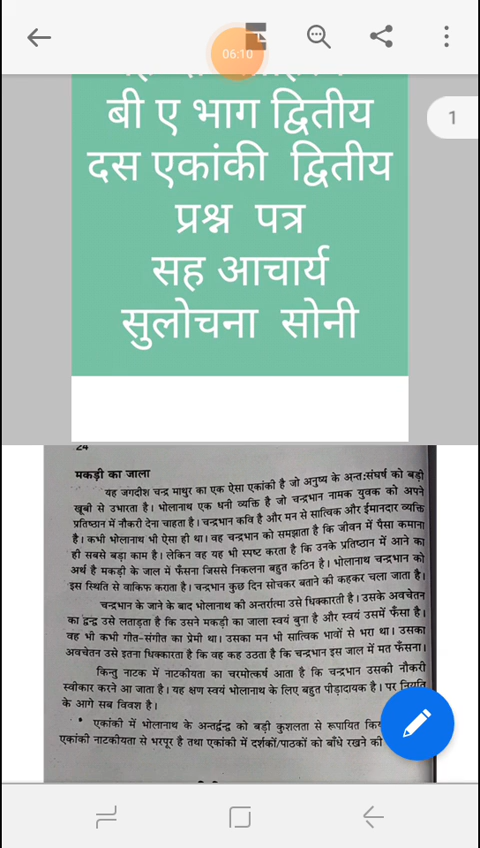 06:10
1
बी ए भाग द्वितीय
दस एकांकी द्वितीय
प्रश्न पत्र
सह आचार्य
सुलोचना सोनी
24
मकड़ी का जाला
यह जगदीश चन्द्र माथुर का एक ऐसा एकांकी है जो अनुष्य के अन्त:संघर्ष को बड़ी
खूबी से उभारता है। भोलानाथ एक धनी व्यक्ति है जो चन्द्रभान नामक युवक को अपने
प्रतिष्ठान में नौकरी देना चाहता है। चन्द्रभान कवि है और मन से सात्विक और ईमानदार व्यक्ति
है। कभी भोलानाथ भी ऐसा ही था। वह चन्द्रभान को समझाता है कि जीवन में पैसा कमाना
ही सबसे बड़ा काम है। लेकिन वह यह भी स्पष्ट करता है कि उनके प्रतिष्ठान में आने का
अर्थ है मकड़ी के जाल में फँसना जिससे निकलना बहुत कठिन है। भोलानाथ चन्द्रभान को
इस स्थिति से वाकिफ कराता है। चन्द्रभान कुछ दिन सोचकर बताने की कहकर चला जाता है।
चन्द्रभान के जाने के बाद भोलानाथ की अन्तर्रात्मा उसे धिक्कारती है। उसके अवचेतन
का द्वन्द्व उसे लताड़ता है कि उसने मकड़ी का जाला स्वयं बुना है और स्वयं उसमें फँसा है।
वह भी कभी गीत-संगीत का प्रेमी था। उसका मन भी सात्विक भावों से भरा था। उसका
अवचेतन उसे इतना धिक्कारता है कि वह कह उठता है कि चन्द्रभान इस जाल में मत फँसना।
किन्तु नाटक में नाटकीयता का चरमोत्कर्ष आता है कि चन्द्रभान उसकी नौकरी
स्वीकार करने आ जाता है। यह क्षण स्वयं भोलानाथ के लिए बहुत पीड़ादायक है। पर नियति
के आगे सब विवश है।
• एकांकी में भोलानाथ के अन्तर्द्वन्द्व को बड़ी कुशलता से रूपायित
एकांकी नाटकीयता से भरपूर है तथा एकांकी में दर्शकों/पाठकों को बाँधे रखने की